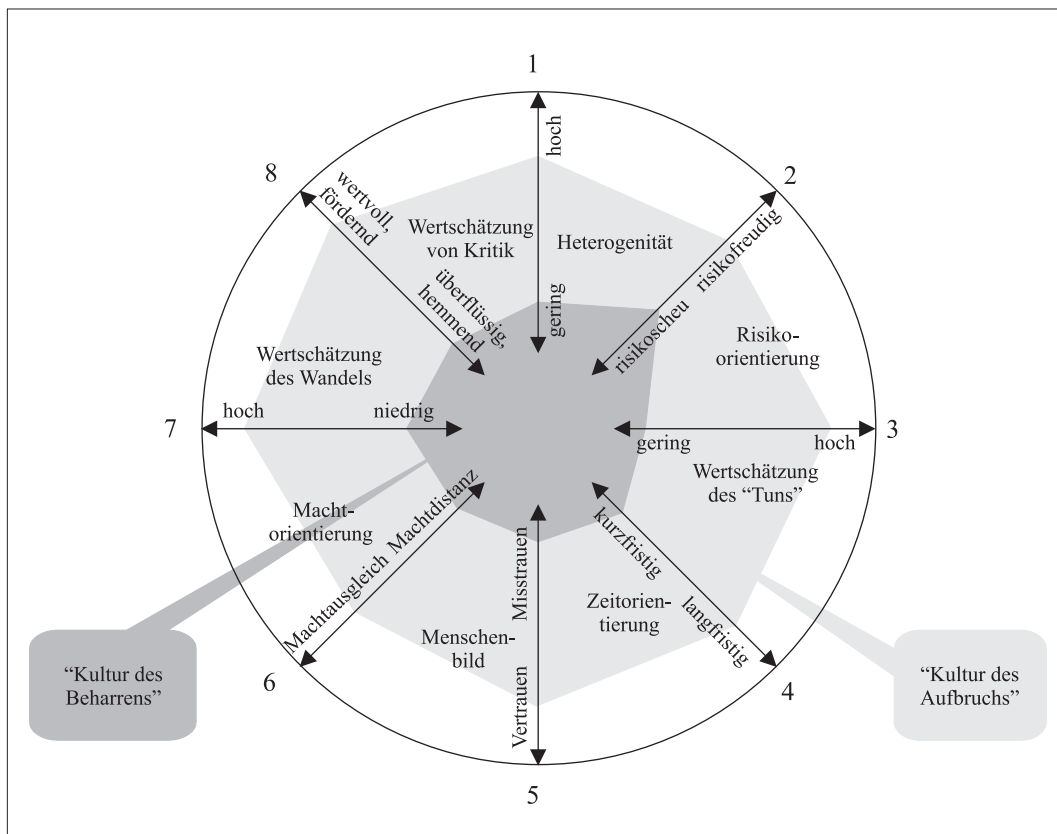 1
hoch
gering
Heterogenität
2
risikofreudig
risikoscheu
Risiko-
orientierung
3
gering
hoch
Wertschätzung
des “Tuns”
4
kurzfristig
langfristig
Zeitorien-
tierung
5
Misstrauen
Vertrauen
Menschen-
bild
6
Machtausgleich
Machtdistanz
Macht-
orientierung
7
hoch
niedrig
Wertschätzung
des Wandels
8
wertvoll,
fördernd
überflüssig,
hemmend
Wertschätzung
von Kritik
“Kultur des
Beharrens”
“Kultur des
Aufbruchs”